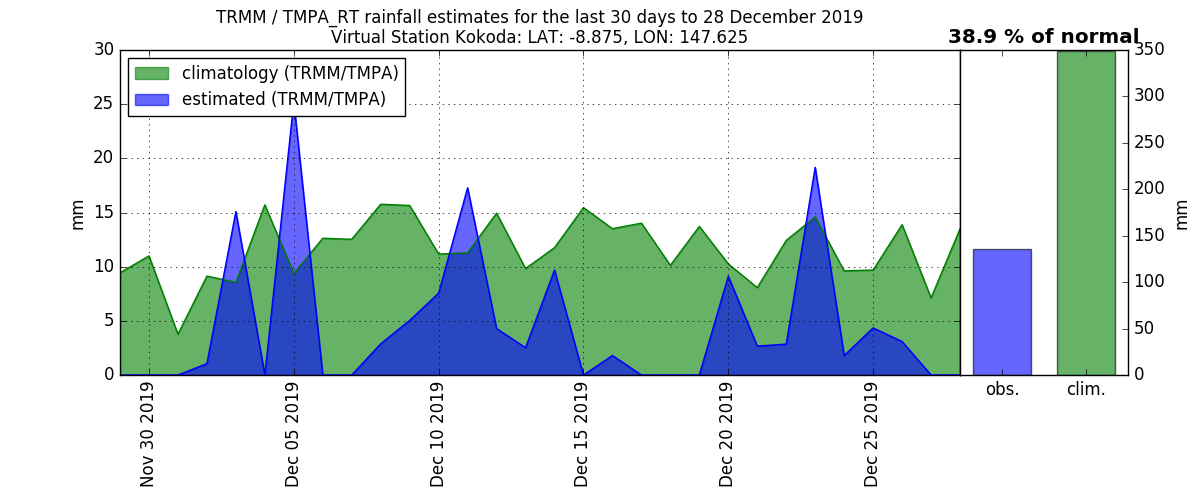 TRMM / TMPA_RT rainfall estimates for the last 30 days to 28 December 2019
Virtual Station Kokoda: LAT: -8.875, LON: 147.625
38.9 % of normal
climatology (TRMM/TMPA)
estimated (TRMM/TMPA)
30
25
20
15
10
5
0
mm
Nov 30 2019
Dec 05 2019
Dec 10 2019
Dec 15 2019
Dec 20 2019
Dec 25 2019
obs.
clim.
350
300
250
200
150
100
50
0
mm